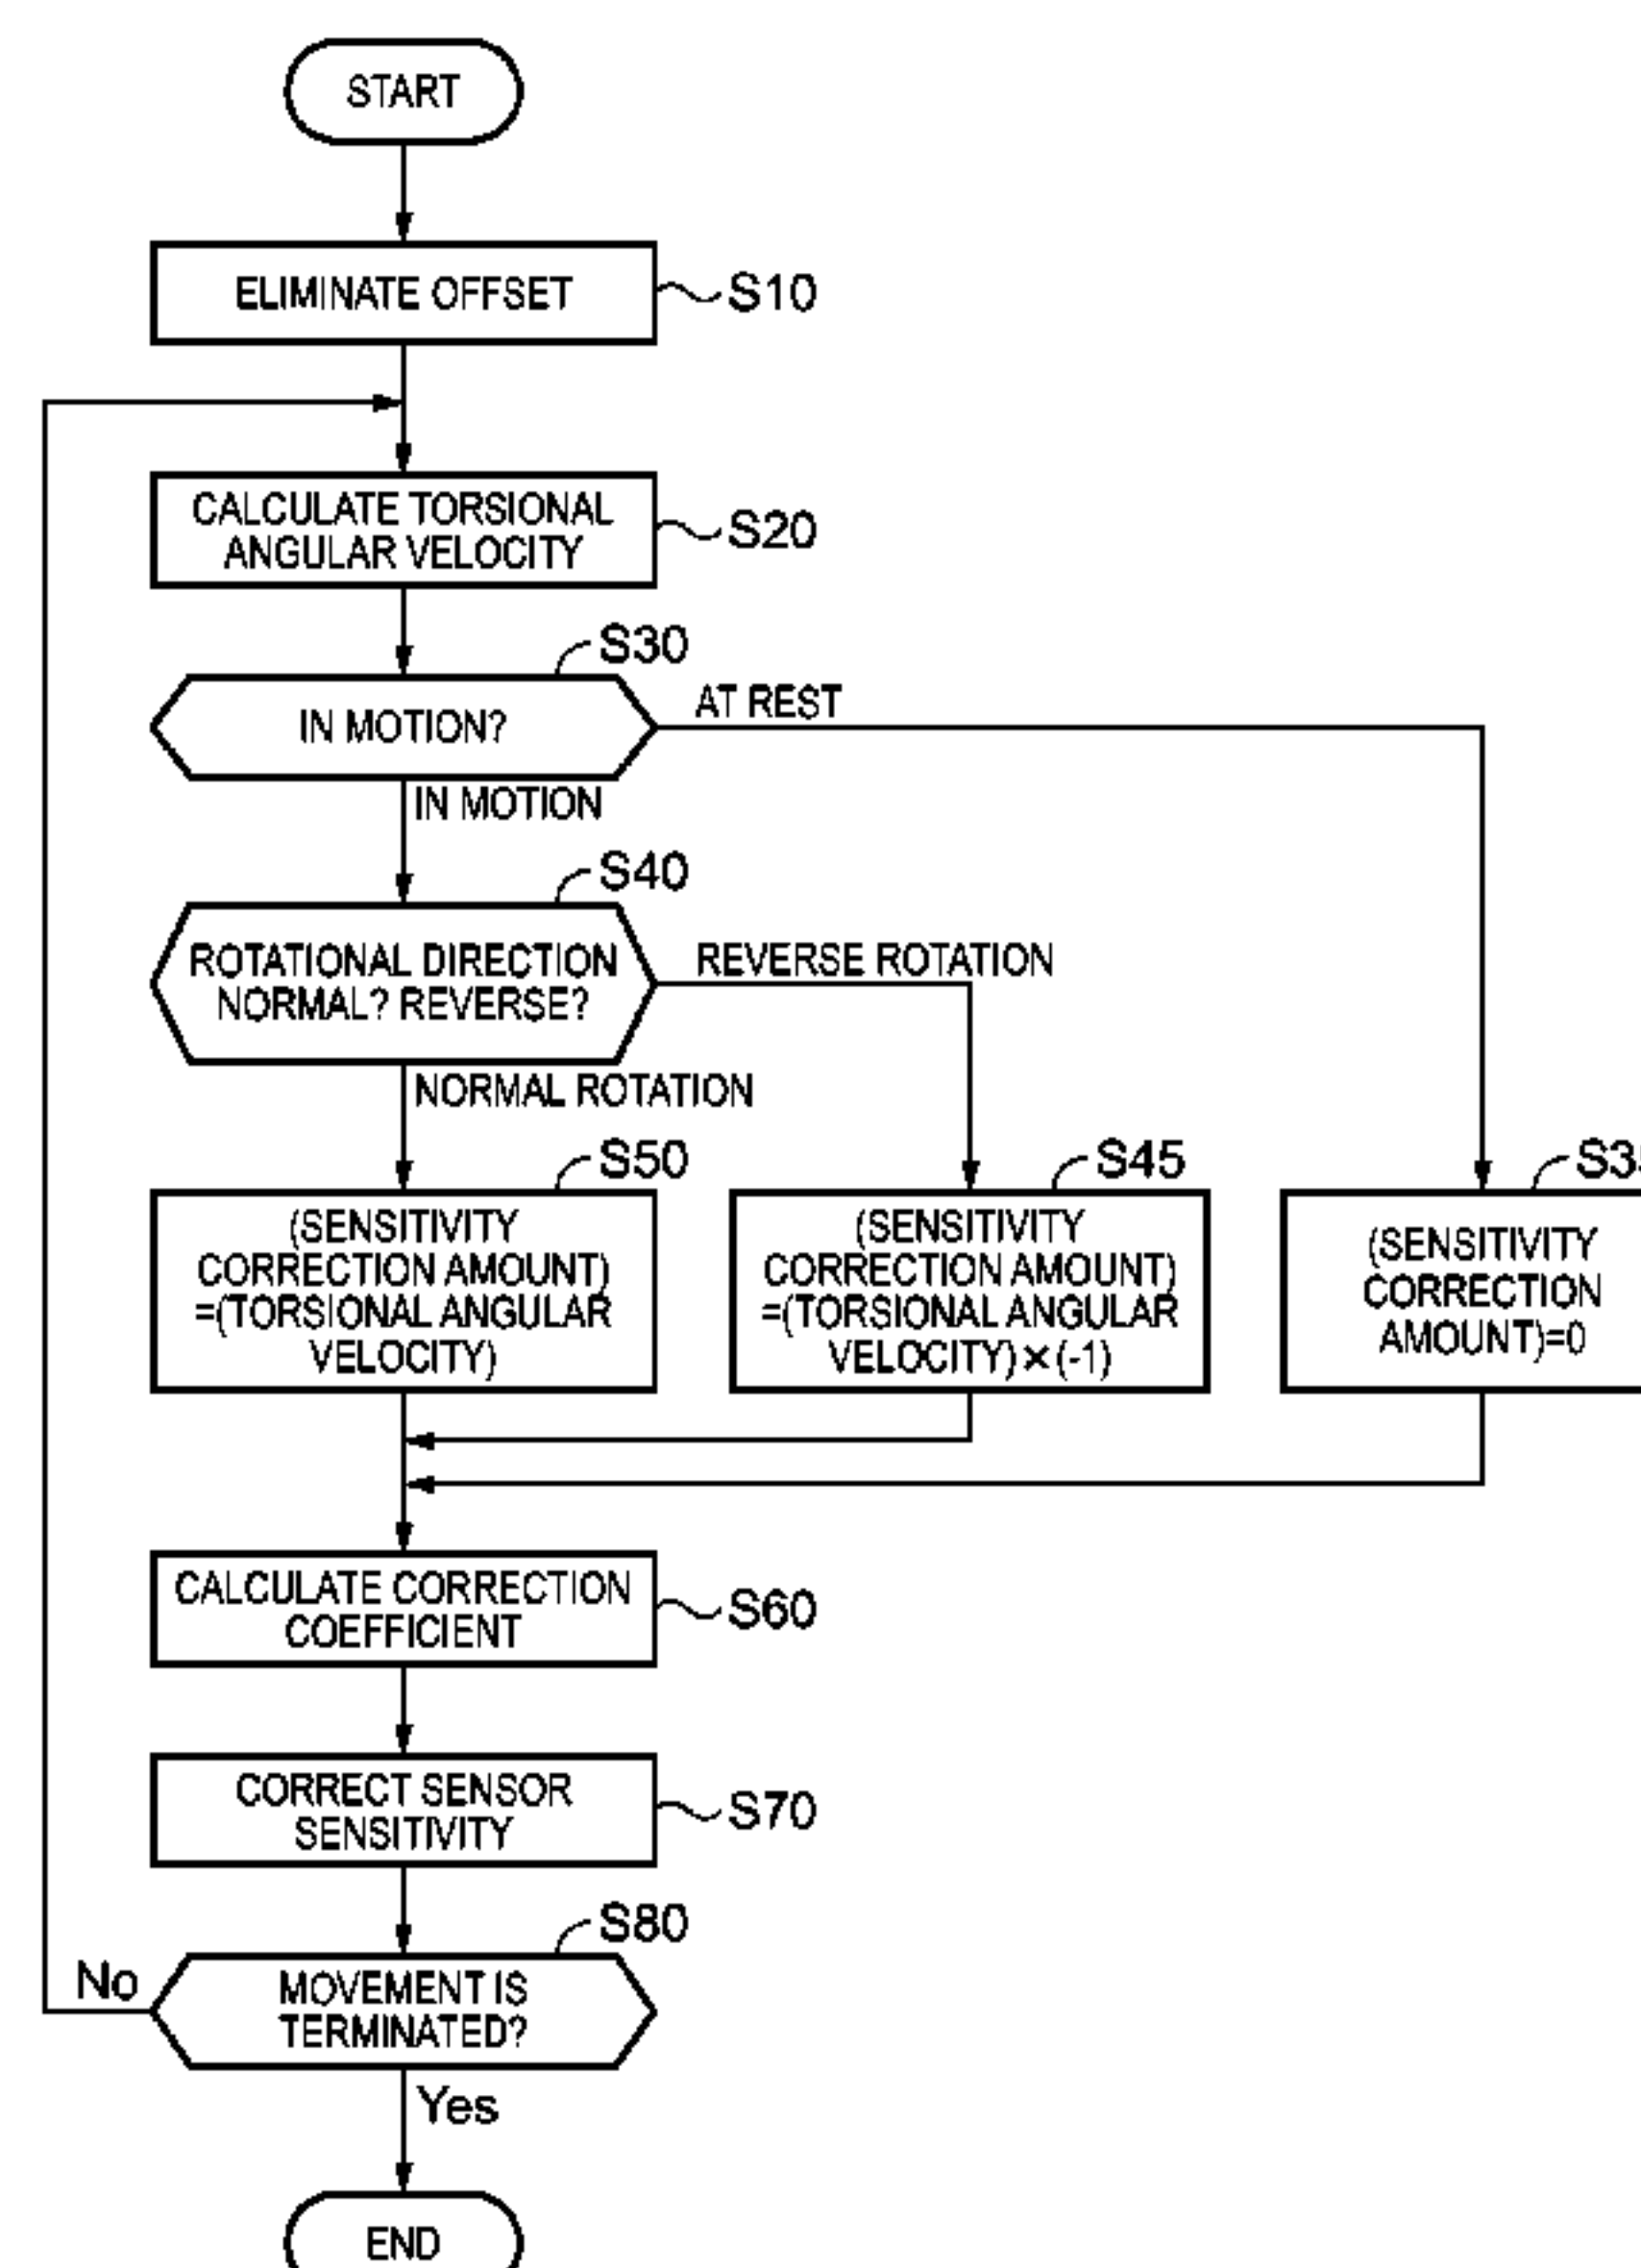 START
ELIMINATE OFFSET
S10
CALCULATE TORSIONAL
ANGULAR VELOCITY
S20
S30
IN MOTION?
AT REST
IN MOTION
S40
ROTATIONAL DIRECTION
NORMAL? REVERSE?
REVERSE ROTATION
NORMAL ROTATION
S50
(SENSITIVITY
CORRECTION AMOUNT)
=(TORSIONAL ANGULAR
VELOCITY)
S45
(SENSITIVITY
CORRECTION AMOUNT)
=(TORSIONAL ANGULAR
VELOCITY)×(-1)
(SENSITIVITY
CORRECTION
AMOUNT)=0
CALCULATE CORRECTION
COEFFICIENT
S60
CORRECT SENSOR
SENSITIVITY
S70
S80
MOVEMENT IS
TERMINATED?
No
Yes
END